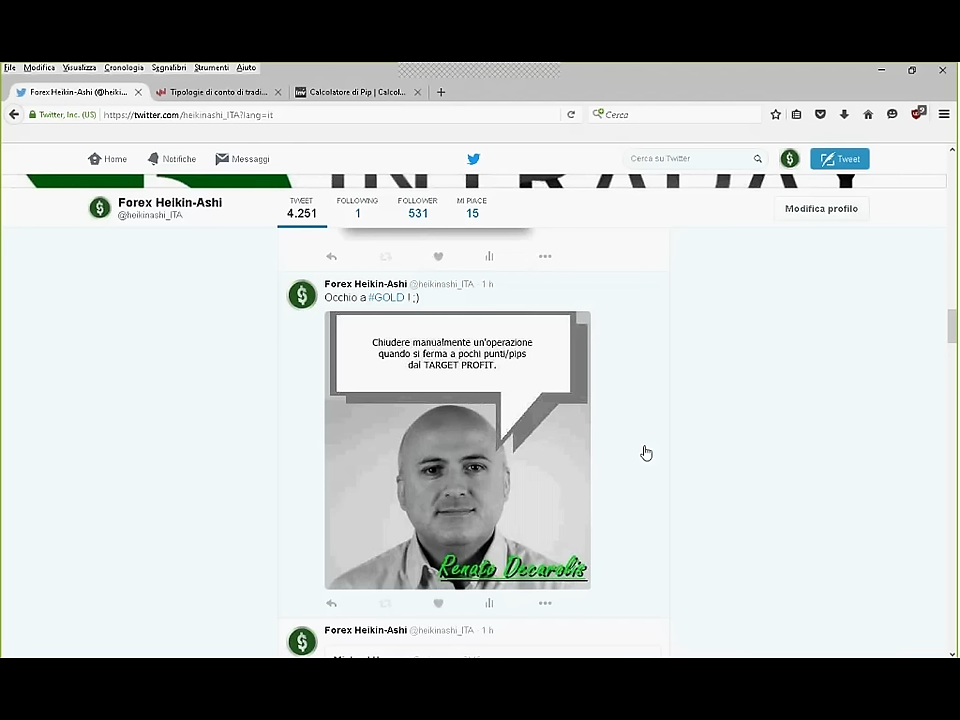 File Modifica Visualizza Cronologia Segnalibri Strumenti Aiuto
Forex Heikin-Ashi (@heiki... Tipologie di conto di tradi... Calcolatore di Pip | Calcol...
Twitter, Inc. (US) https://twitter.com/heikinashi_ITA?lang=it Cerca
Home Notifiche Messaggi Cerca su Twitter Tweet
INTRADAY
Forex Heikin-Ashi
@heikinashi_ITA
TWEET FOLLOWING FOLLOWER MI PIACE
4.251 1 531 15
Modifica profilo
Forex Heikin-Ashi @heikinashi_ITA 1 h
Occhio a #GOLD ! ;)
Chiudere manualmente un'operazione
quando si ferma a pochi punti/pips
dal TARGET PROFIT.
Renato Decarolis
Forex Heikin-Ashi @heikinashi_ITA 1 h